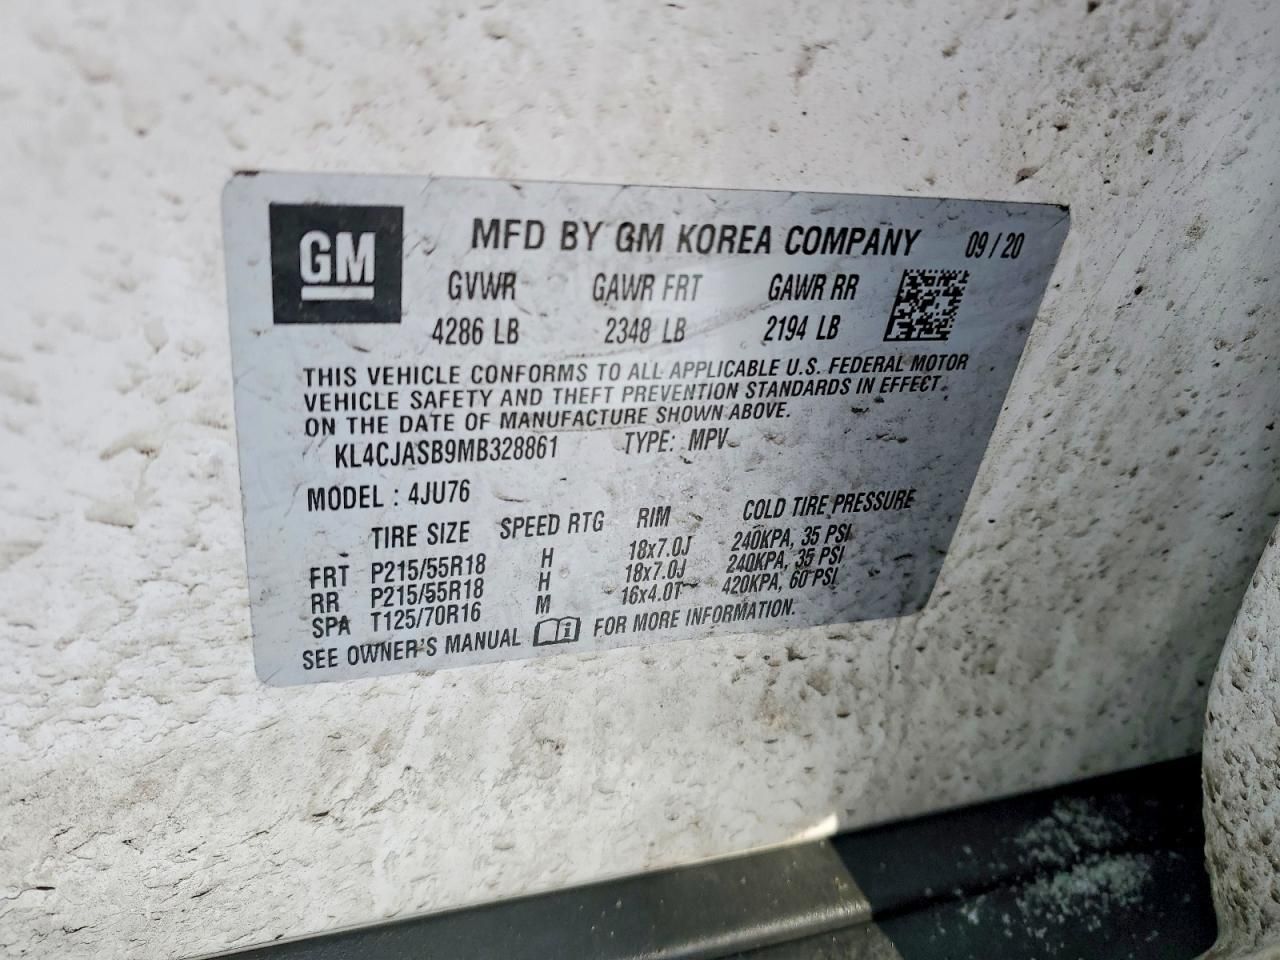 GM
MFD BY GM KOREA COMPANY 09/20
GVWR GAWR FRT GAWR RR
4286 LB 2348 LB 2194 LB
THIS VEHICLE CONFORMS TO ALL APPLICABLE U.S. FEDERAL MOTOR
VEHICLE SAFETY AND THEFT PREVENTION STANDARDS IN EFFECT
ON THE DATE OF MANUFACTURE SHOWN ABOVE.
KL4CJASB9MB328861 TYPE: MPV
MODEL : 4JU76
TIRE SIZE SPEED RTG RIM COLD TIRE PRESSURE
FRT P215/55R18 H 18x7.0J 240KPA, 35 PSI
RR P215/55R18 H 18x7.0J 240KPA, 35 PSI
SPA T125/70R16 M 16x4.0T 420KPA, 60 PSI
SEE OWNER'S MANUAL i FOR MORE INFORMATION.